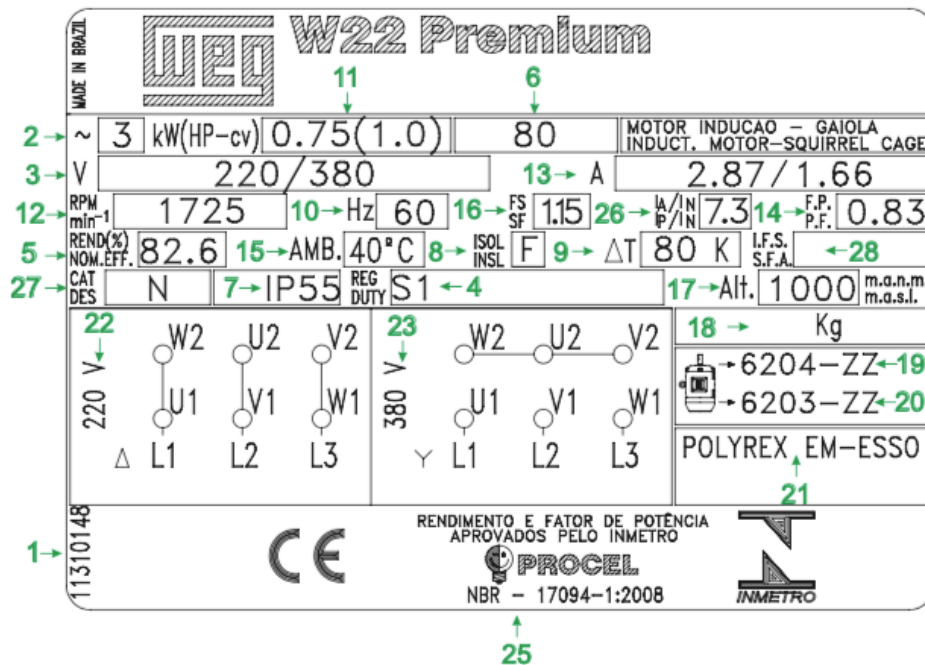 MADE IN BRAZIL
WEG W22 Premium
11 6
2 ~ 3 kW(HP-cv) 0.75(1.0) 80 MOTOR INDUCAO - GAIOLA
INDUCT. MOTOR-SQUIRREL CAGE
3 V 220/380 13 A 2.87/1.66
12 RPM min⁻¹ 1725 10 Hz 60 16 FS SF 1.15 26 IA/IN IP/IN 7.3 14 F.P. P.F. 0.83
5 REND(%) NOM.EFF. 82.6 15 AMB. 40°C 8 ISOL INSL F 9 ΔT 80 K I.F.S. S.F.A. 28
27 CAT DES N 7 IP55 REG DUTY S1 4 17 Alt. 1000 m.a.n.m m.a.s.l.
22 W2 U2 V2
220 V U1 V1 W1
Δ L1 L2 L3
23 W2 U2 V2
380 V U1 V1 W1
Y L1 L2 L3
18 Kg
6204-ZZ 19
6203-ZZ 20
POLYREX EM-ESSO
21
1 11310148
CE
RENDIMENTO E FATOR DE POTÊNCIA
APROVADOS PELO INMETRO
PROCEL
NBR - 17094-1:2008
INMETRO
25